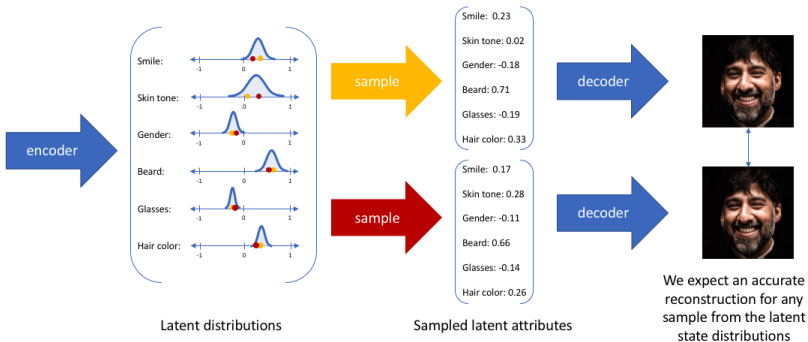 encoder
Smile:
-1 0 1
Skin tone:
-1 0 1
Gender:
-1 0 1
Beard:
-1 0 1
Glasses:
-1 0 1
Hair color:
-1 0 1
Latent distributions
sample
sample
Smile: 0.23
Skin tone: 0.02
Gender: -0.18
Beard: 0.71
Glasses: -0.19
Hair color: 0.33
Smile: 0.17
Skin tone: 0.28
Gender: -0.11
Beard: 0.66
Glasses: -0.14
Hair color: 0.26
Sampled latent attributes
decoder
decoder
We expect an accurate
reconstruction for any
sample from the latent
state distributions